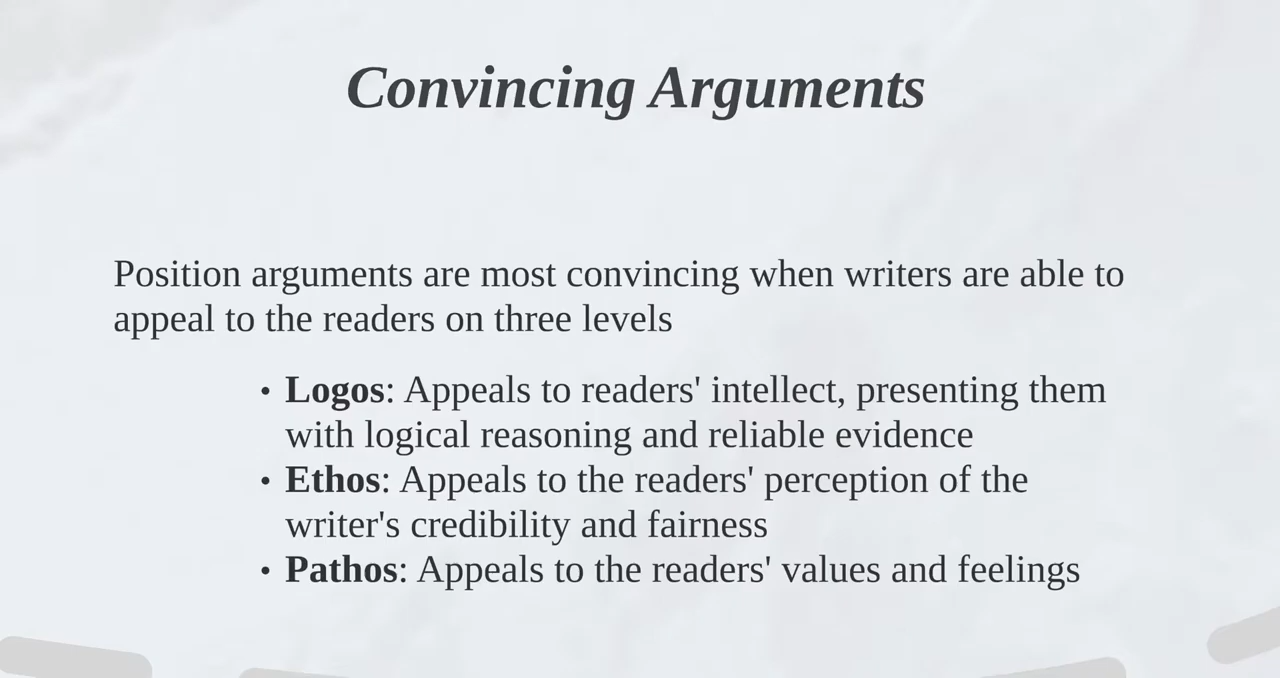 Convincing Arguments
Position arguments are most convincing when writers are able to
appeal to the readers on three levels
• Logos: Appeals to readers' intellect, presenting them
with logical reasoning and reliable evidence
• Ethos: Appeals to the readers' perception of the
writer's credibility and fairness
• Pathos: Appeals to the readers' values and feelings